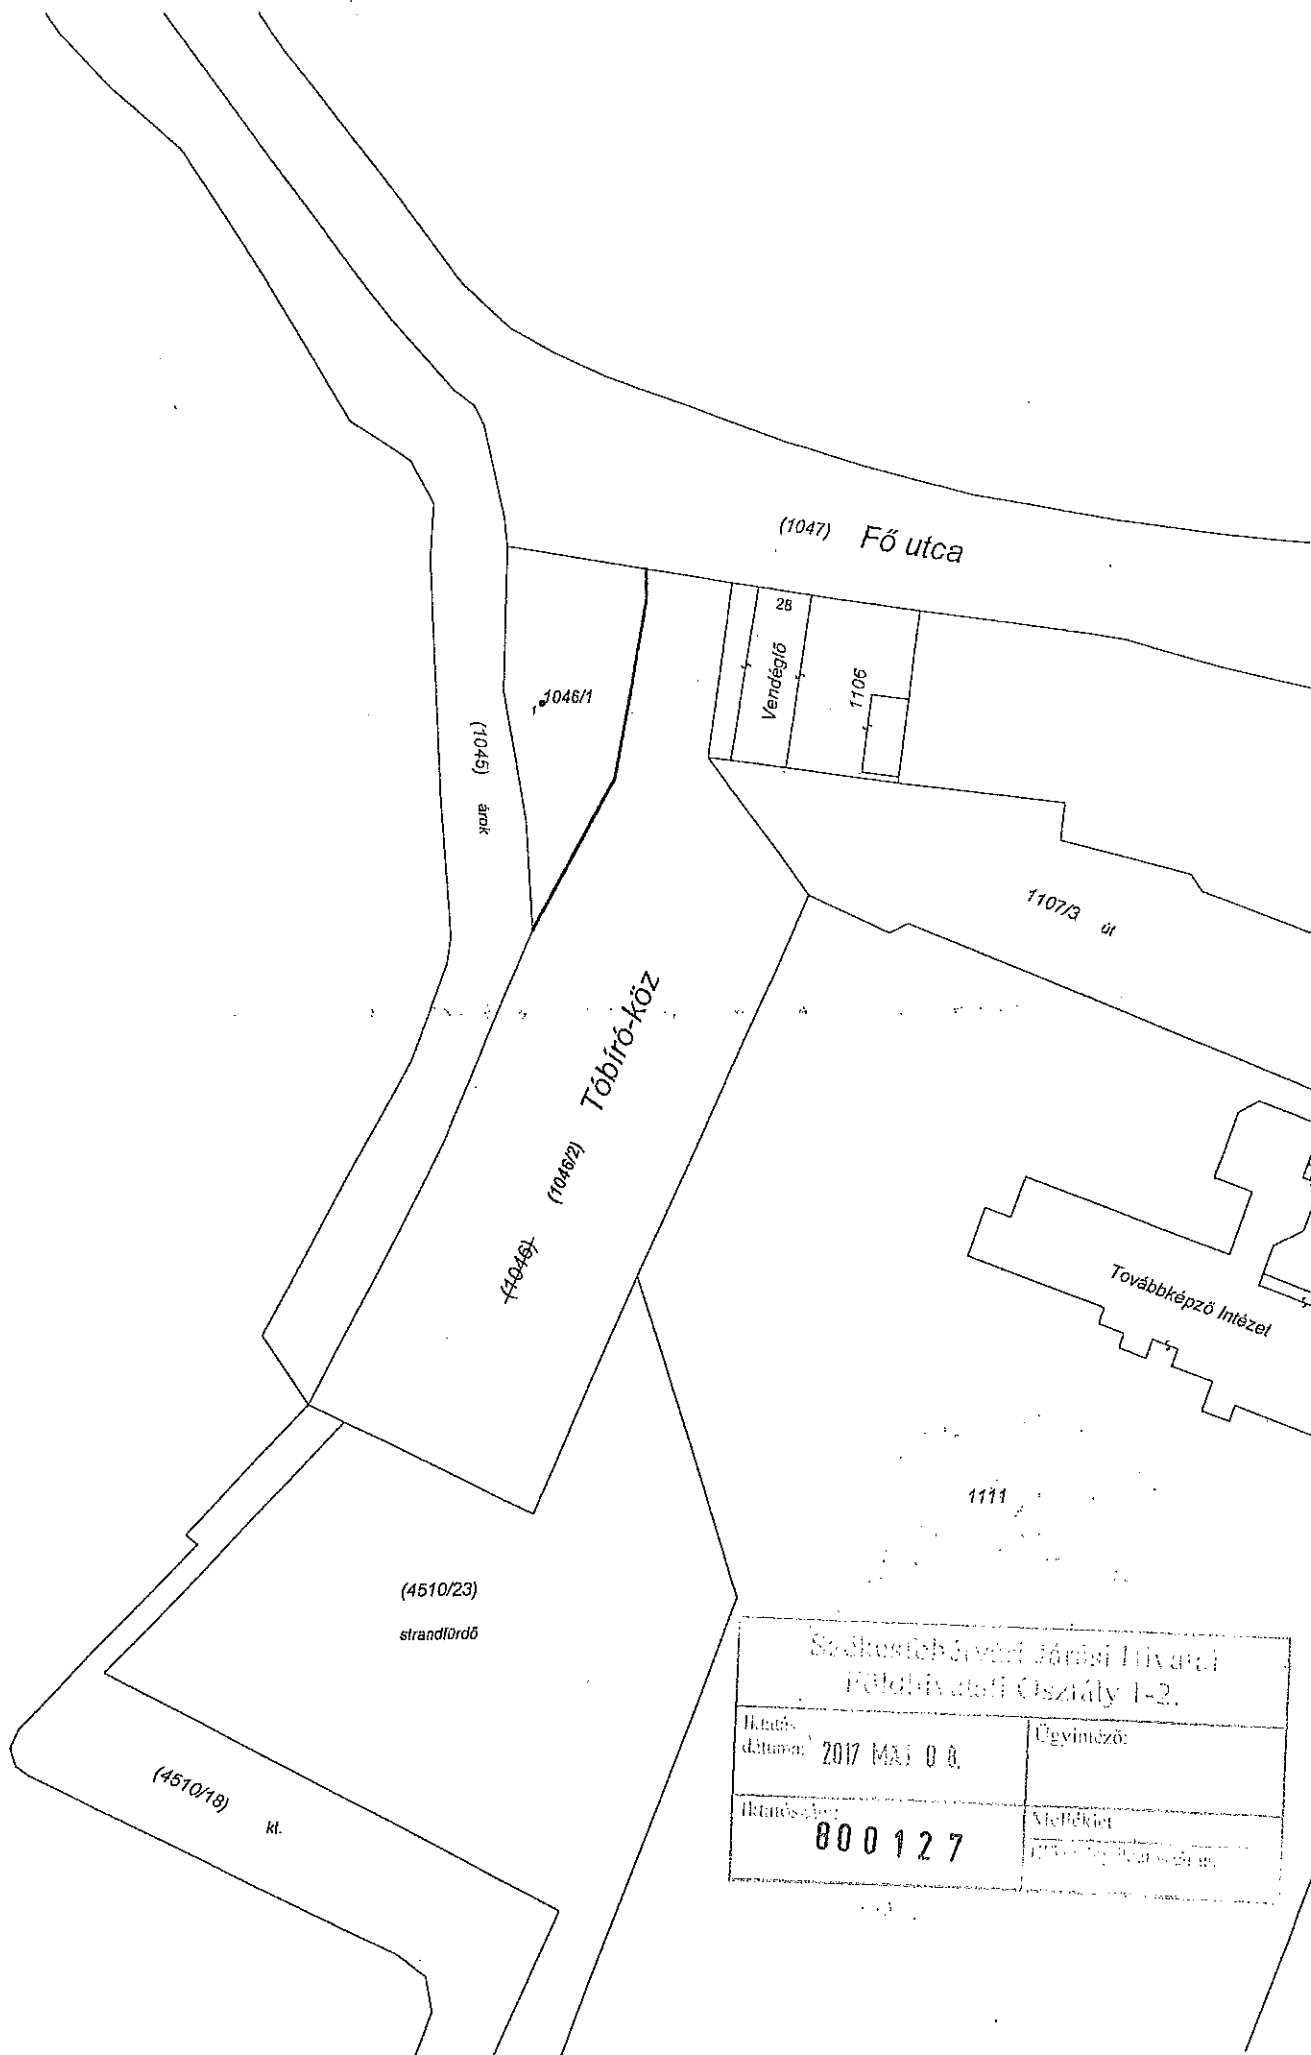 (1047) Fő utca
28
Vendéglő
1106
1046/1
1
(1045) árok
1107/3 út
Tóbíró-köz
(1046/2)
(1046)
Továbbképző Intézet
1111
(4510/23)
strandfürdő
(4510/18) kt.
Székesfehérvári Járási Hivatal
Földhivatali Osztály 1-2.
Iktatás
dátuma: 2017 MÁJ 08.
Ügyintéző:
Iktatószám:
800127
Melléklet